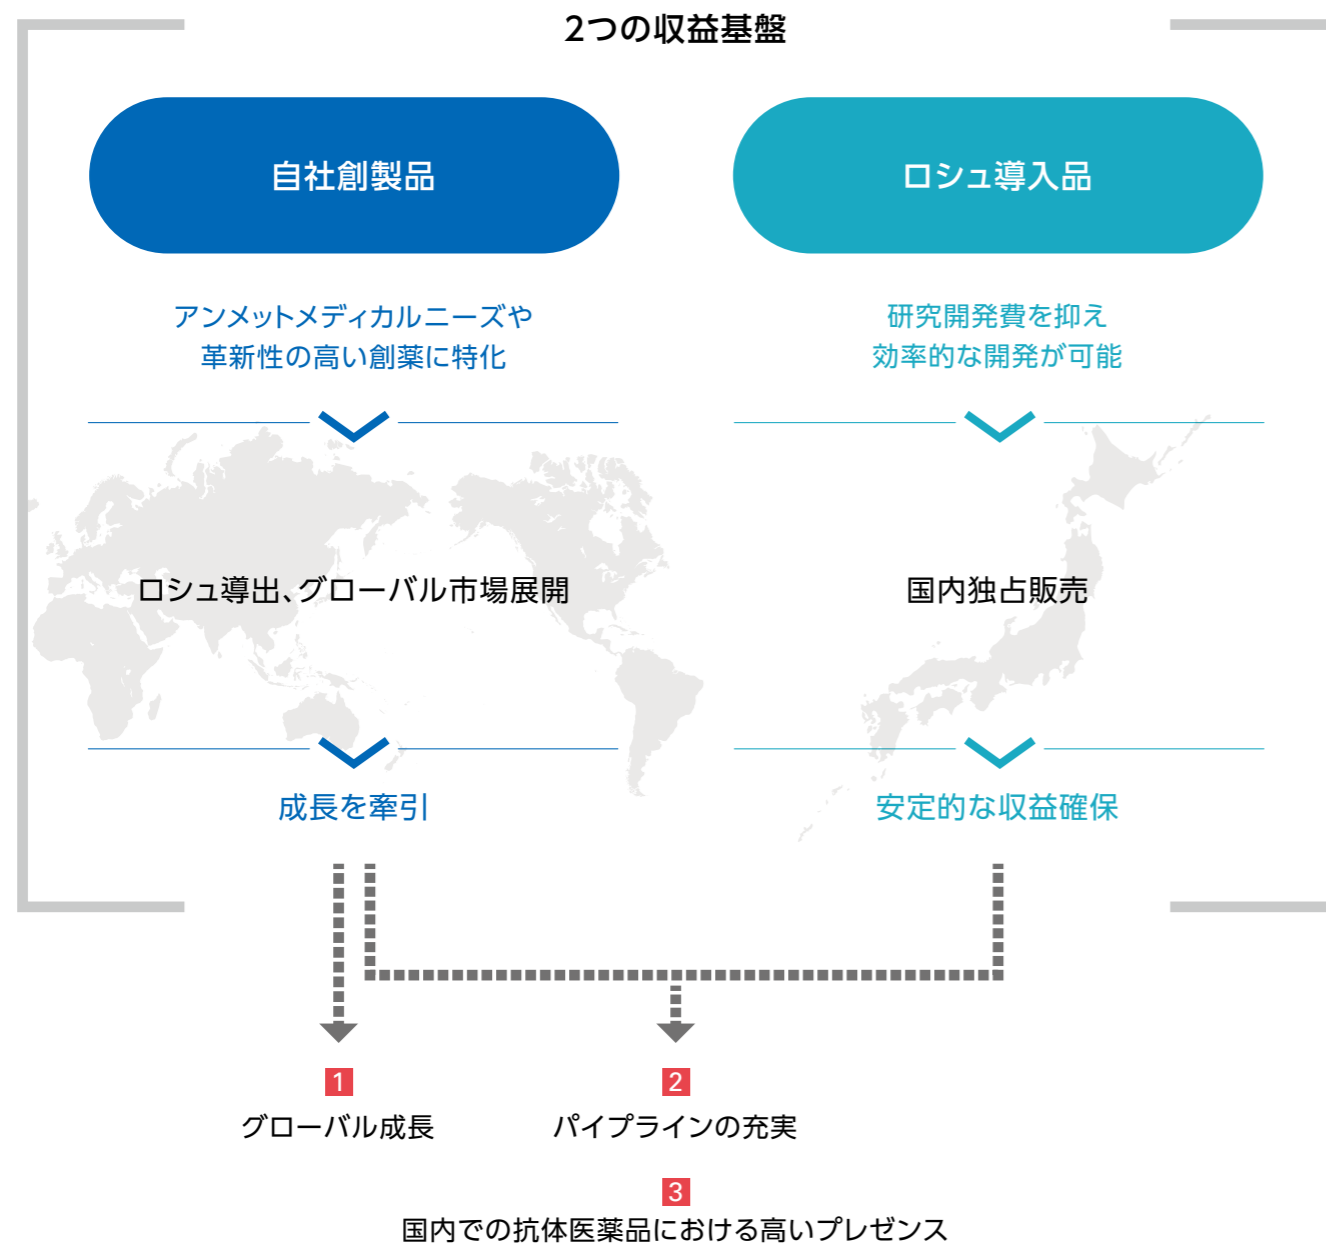 2つの収益基盤
自社創製品
ロシュ導入品
アンメットメディカルニーズや
革新性の高い創薬に特化
研究開発費を抑え
効率的な開発が可能
ロシュ導出、グローバル市場展開
国内独占販売
成長を牽引
安定的な収益確保
1
グローバル成長
2
パイプラインの充実
3
国内での抗体医薬品における高いプレゼンス